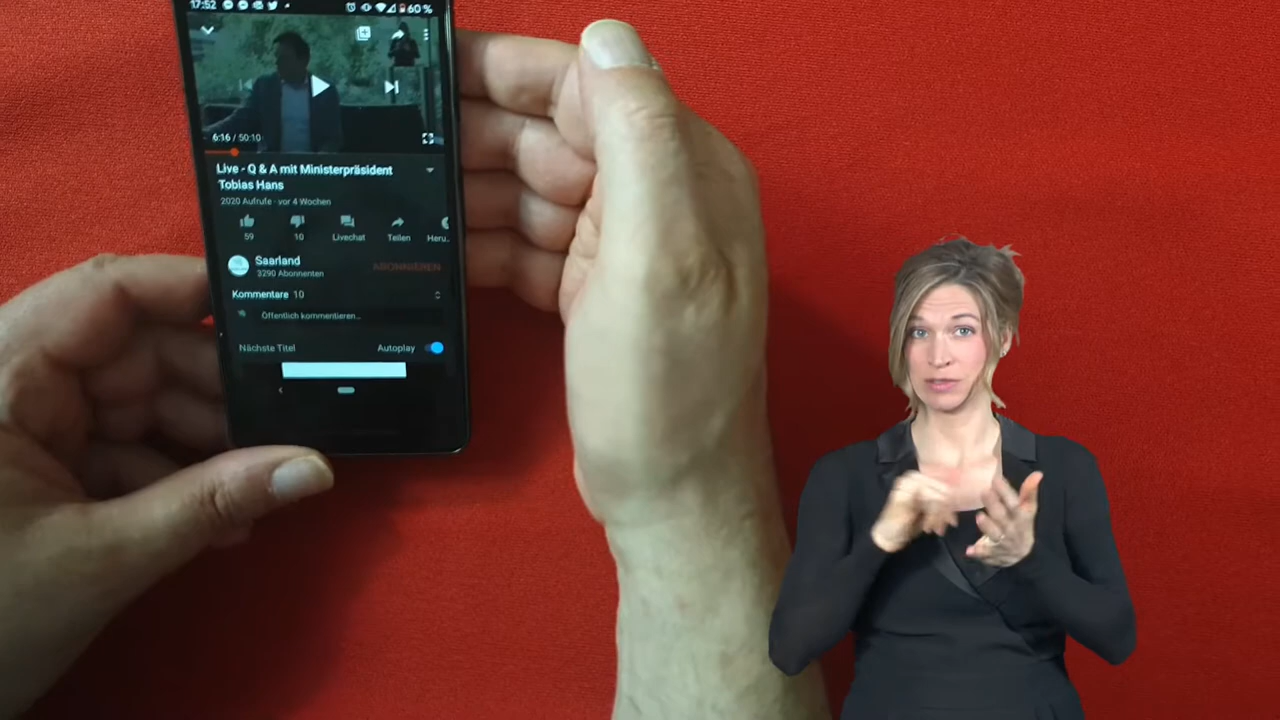 17:52 60 %
6:16 / 50:10
Live - Q & A mit Ministerpräsident
Tobias Hans
2020 Aufrufe · vor 4 Wochen
59 10 Livechat Teilen Heru...
Saarland
ABONNIEREN
3290 Abonnenten
Kommentare 10
Öffentlich kommentieren...
Nächste Titel Autoplay